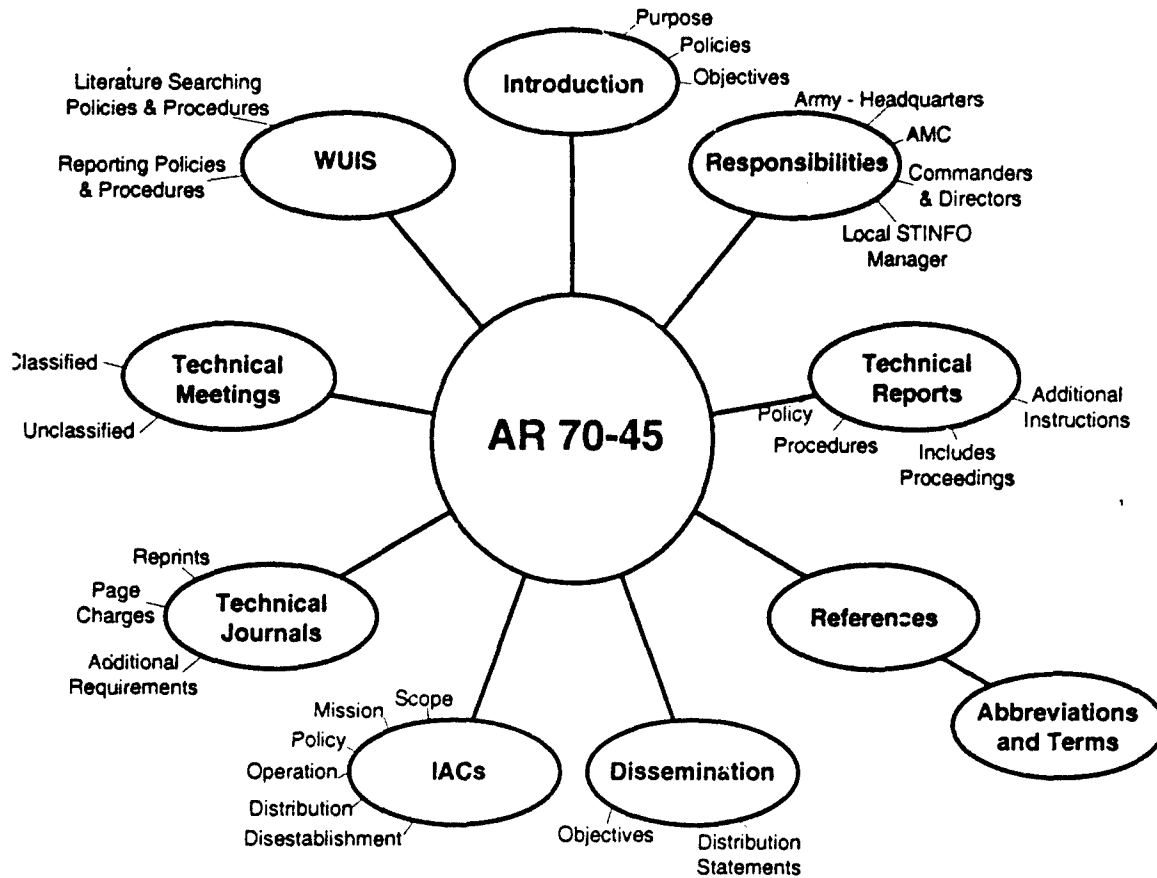 Purpose
Policies
Objectives
Introduction
Literature Searching
Policies & Procedures
Reporting Policies
& Procedures
WUIS
Army - Headquarters
AMC
Commanders
& Directors
Local STINFO
Manager
Responsibilities
Classified
Unclassified
Technical
Meetings
AR 70-45
Technical
Reports
Policy
Procedures
Includes
Proceedings
Additional
Instructions
Reprints
Page
Charges
Additional
Requirements
Technical
Journals
References
Abbreviations
and Terms
Scope
Mission
Policy
Operation
Distribution
Disestablishment
IACs
Dissemination
Objectives
Distribution
Statements